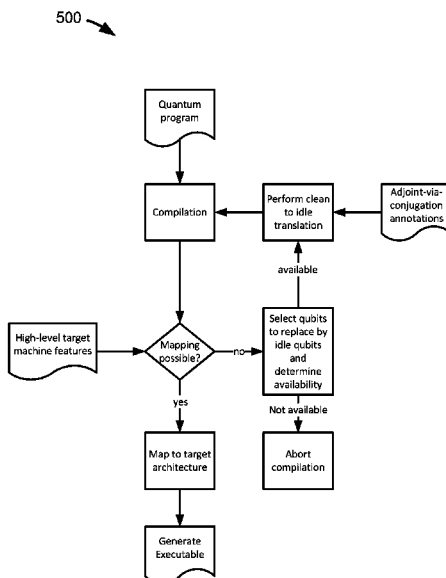 500
Quantum
program
Compilation
Perform clean
to idle
translation
Adjoint-via-
conjugation
annotations
available
High-level target
machine features
Mapping
possible?
no
Select qubits
to replace by
idle qubits
and
determine
availability
yes
Not available
Map to target
architecture
Abort
compilation
Generate
Executable